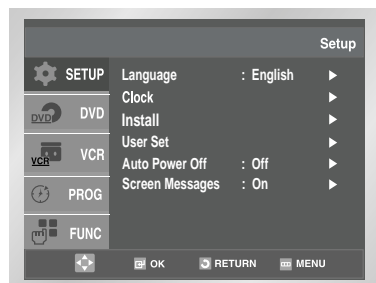 Setup
SETUP
Language : English ►
Clock ►
Install ►
User Set ►
Auto Power Off : Off ►
Screen Messages : On ►
DVD DVD
VCR VCR
PROG
FUNC
OK RETURN MENU